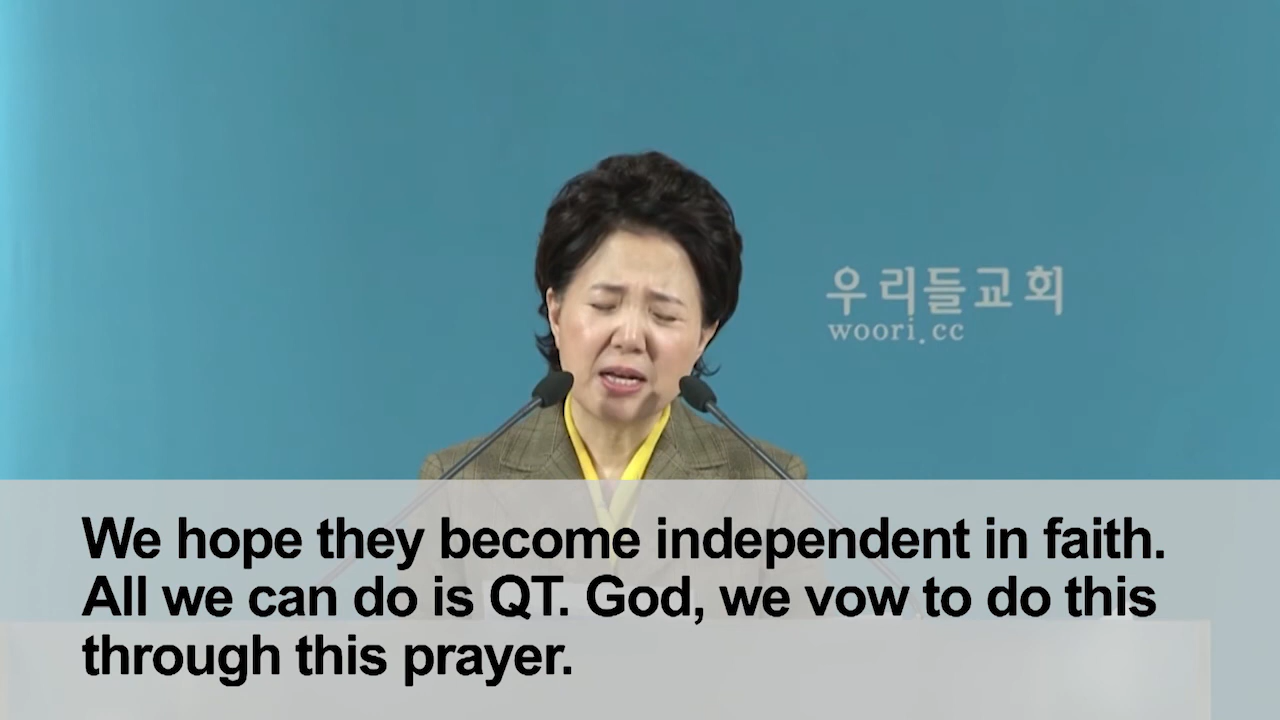 우리들교회
woori.cc
We hope they become independent in faith.
All we can do is QT. God, we vow to do this
through this prayer.